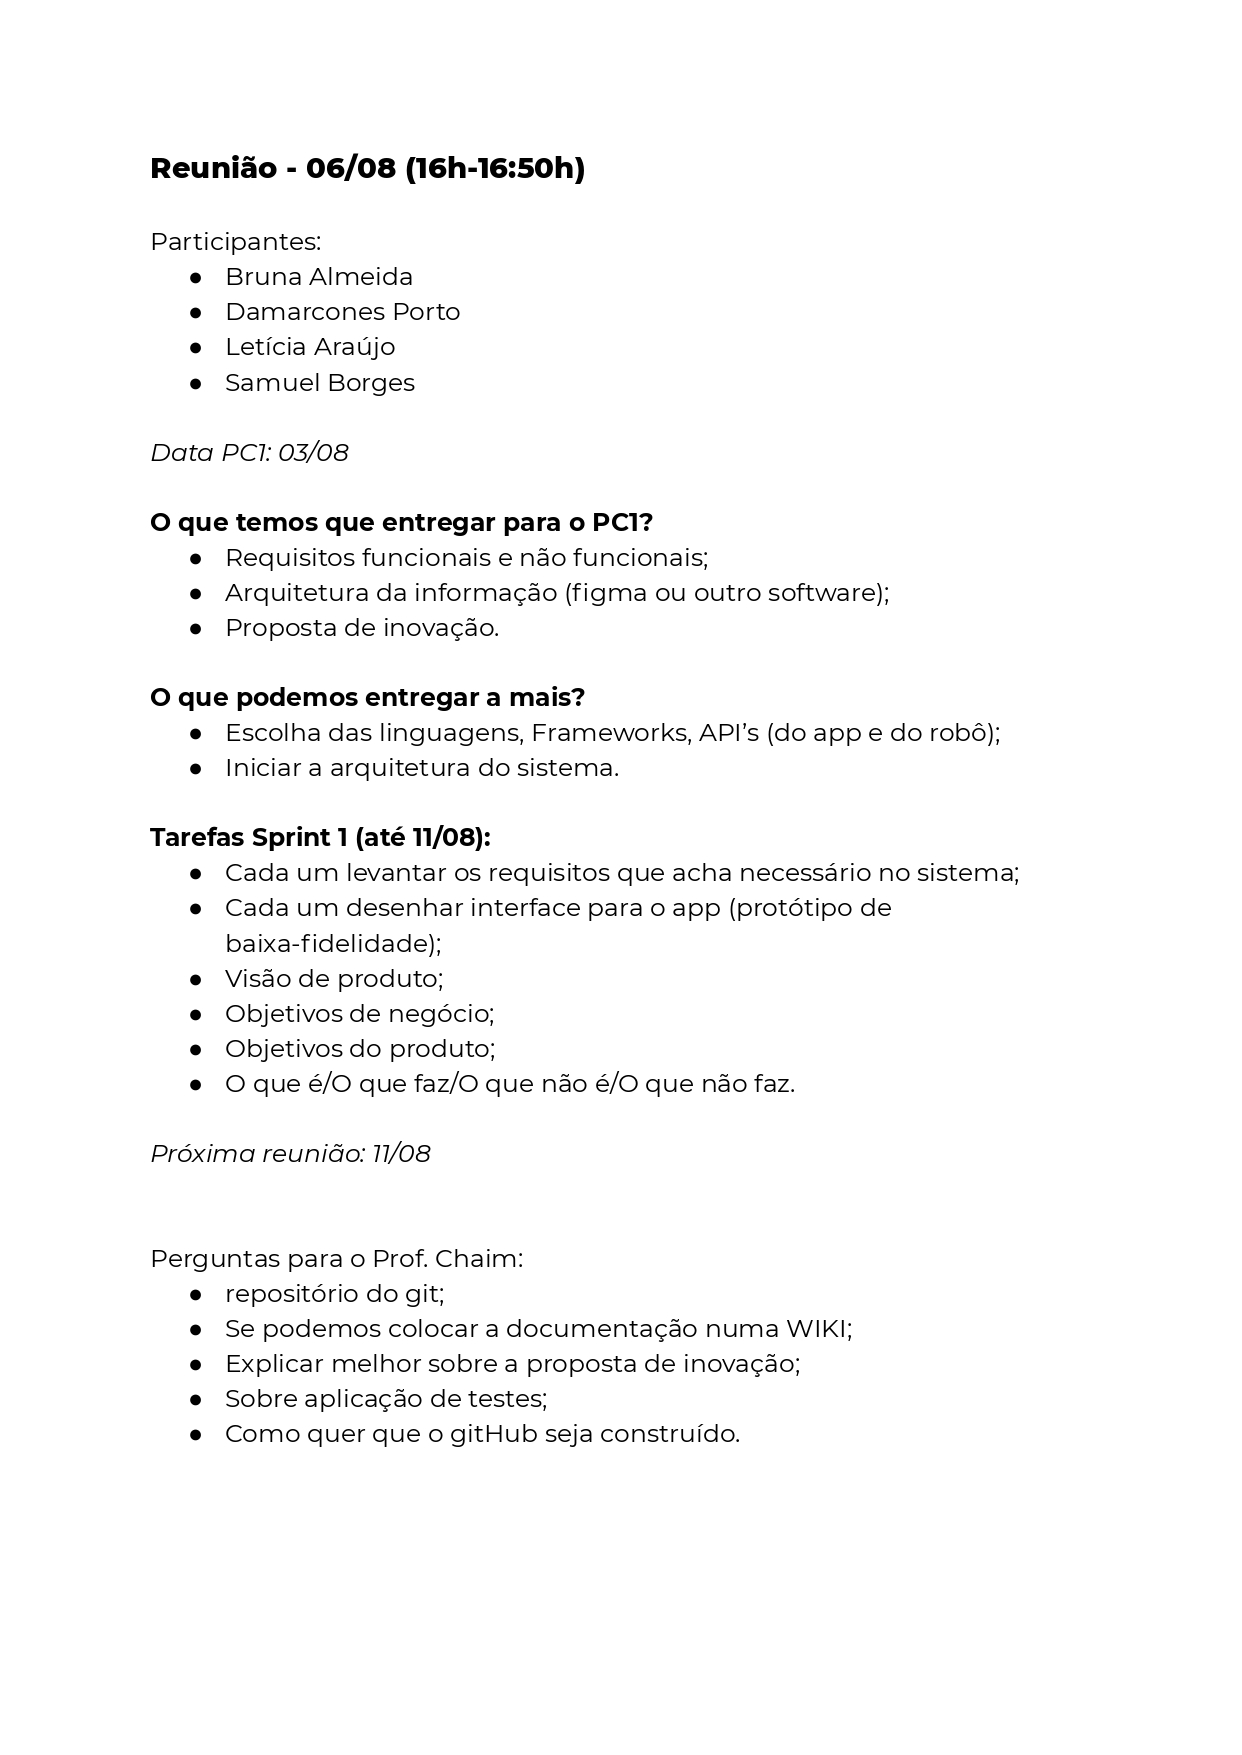 Reunião - 06/08 (16h-16:50h)
Participantes:
● Bruna Almeida
● Damarcones Porto
● Letícia Araújo
● Samuel Borges
Data PC1: 03/08
O que temos que entregar para o PC1?
● Requisitos funcionais e não funcionais;
● Arquitetura da informação (figma ou outro software);
● Proposta de inovação.
O que podemos entregar a mais?
● Escolha das linguagens, Frameworks, API’s (do app e do robô);
● Iniciar a arquitetura do sistema.
Tarefas Sprint 1 (até 11/08):
● Cada um levantar os requisitos que acha necessário no sistema;
● Cada um desenhar interface para o app (protótipo de
baixa-fidelidade);
● Visão de produto;
● Objetivos de negócio;
● Objetivos do produto;
● O que é/O que faz/O que não é/O que não faz.
Próxima reunião: 11/08
Perguntas para o Prof. Chaim:
● repositório do git;
● Se podemos colocar a documentação numa WIKI;
● Explicar melhor sobre a proposta de inovação;
● Sobre aplicação de testes;
● Como quer que o gitHub seja construído.